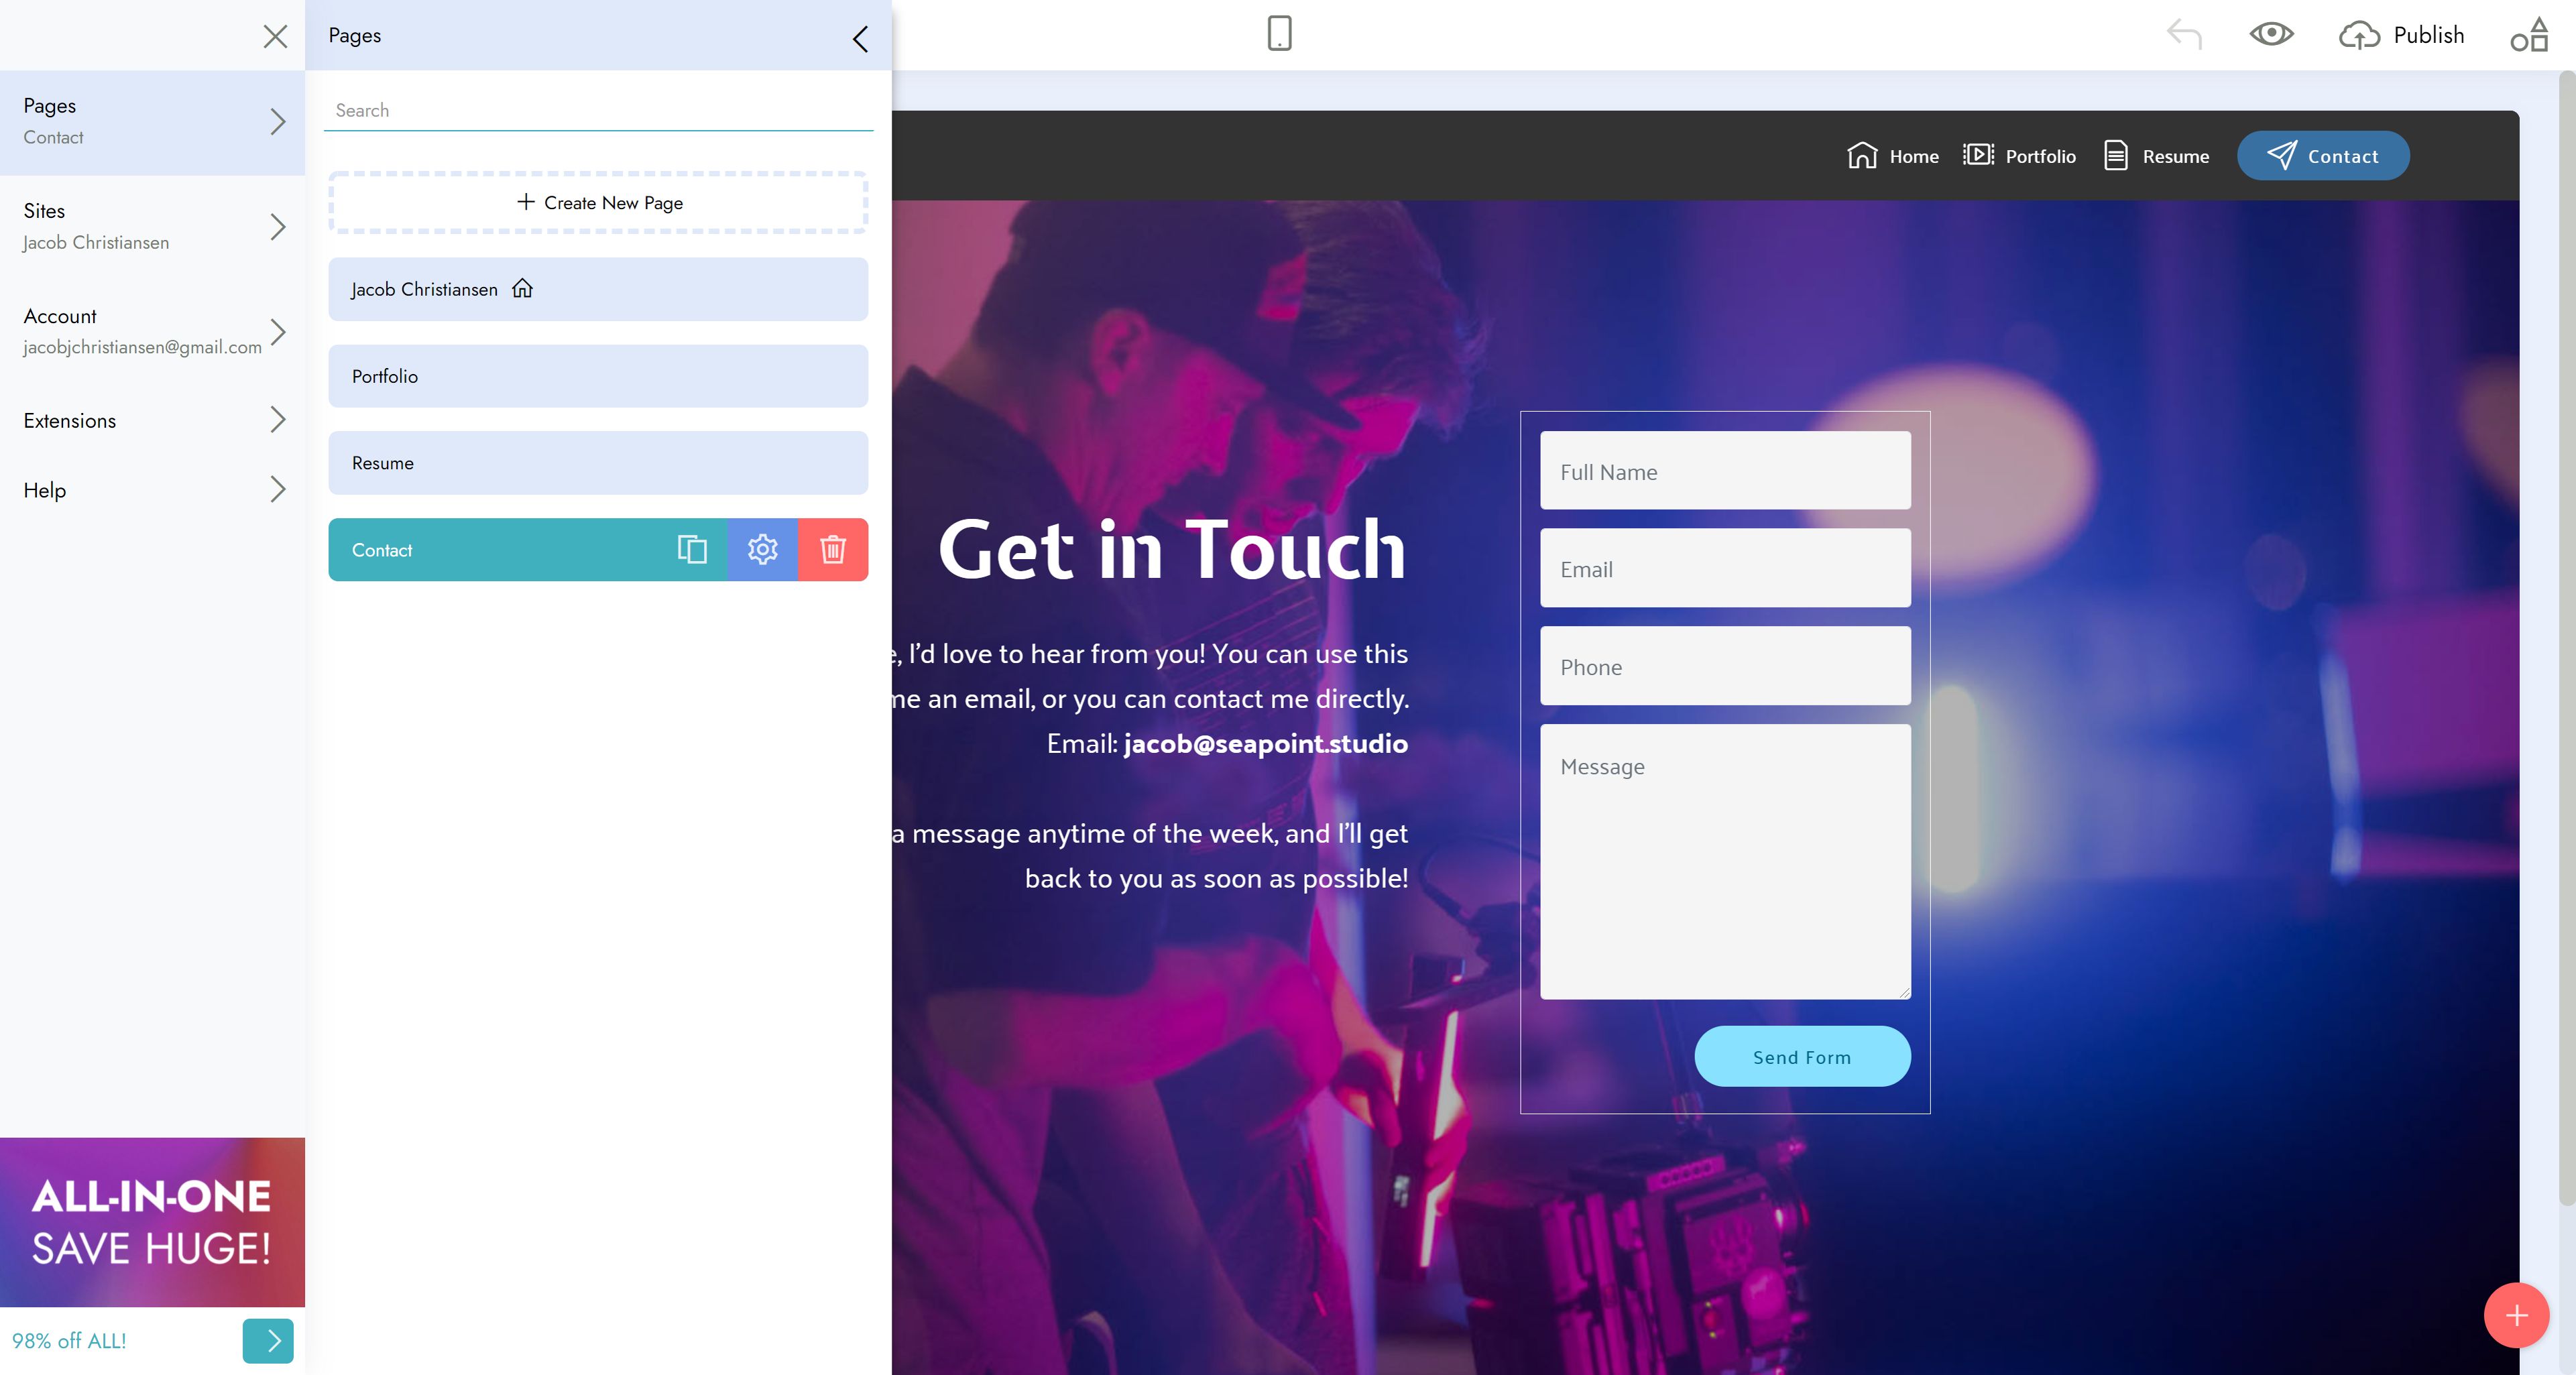 Pages
Contact
Sites
Jacob Christiansen
Account
jacobjchristiansen@gmail.com
Extensions
Help
ALL-IN-ONE
SAVE HUGE!
98% off ALL!
Pages
Search
+ Create New Page
Jacob Christiansen
Portfolio
Resume
Contact
Publish
Home
Portfolio
Resume
Contact
Get in Touch
, I'd love to hear from you! You can use this
me an email, or you can contact me directly.
Email: jacob@seapoint.studio
a message anytime of the week, and I'll get
back to you as soon as possible!
Full Name
Email
Phone
Message
Send Form